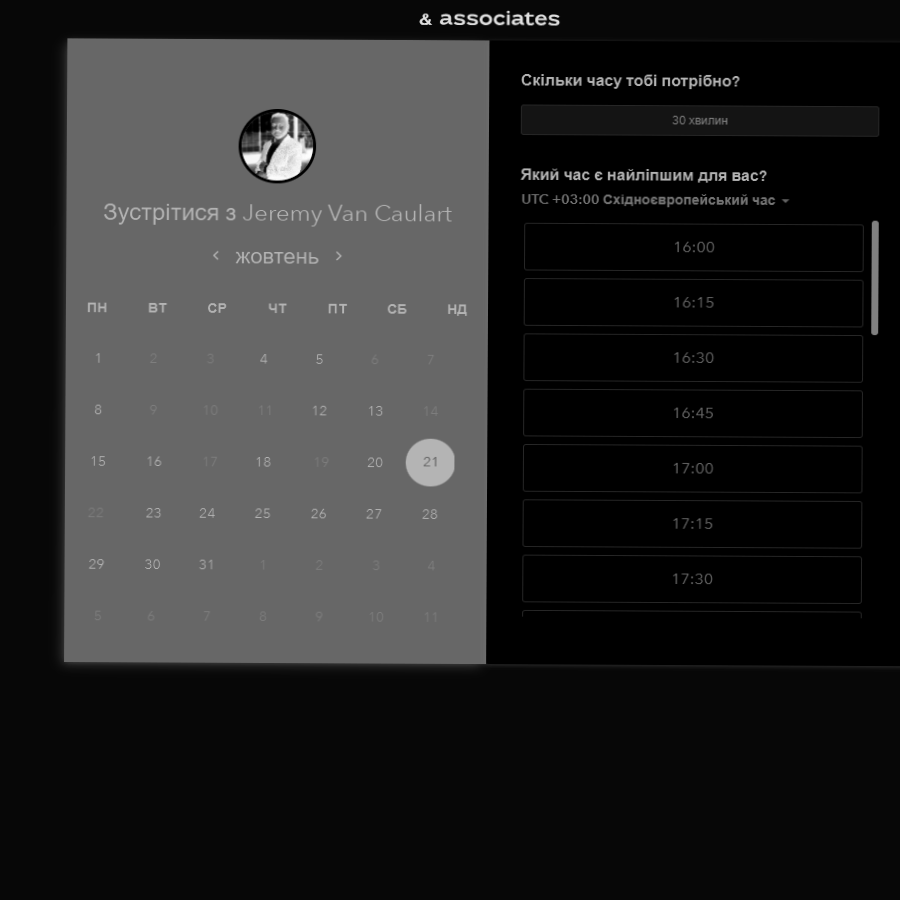 & associates
Зустрітися з Jeremy Van Caulart
жовтень
ПН ВТ СР ЧТ ПТ СБ НД
1 2 3 4 5 6 7
8 9 10 11 12 13 14
15 16 17 18 19 20 21
22 23 24 25 26 27 28
29 30 31 1 2 3 4
5 6 7 8 9 10 11
Скільки часу тобі потрібно?
30 хвилин
Який час є найліпшим для вас?
UTC +03:00 Східноєвропейський час
16:00
16:15
16:30
16:45
17:00
17:15
17:30